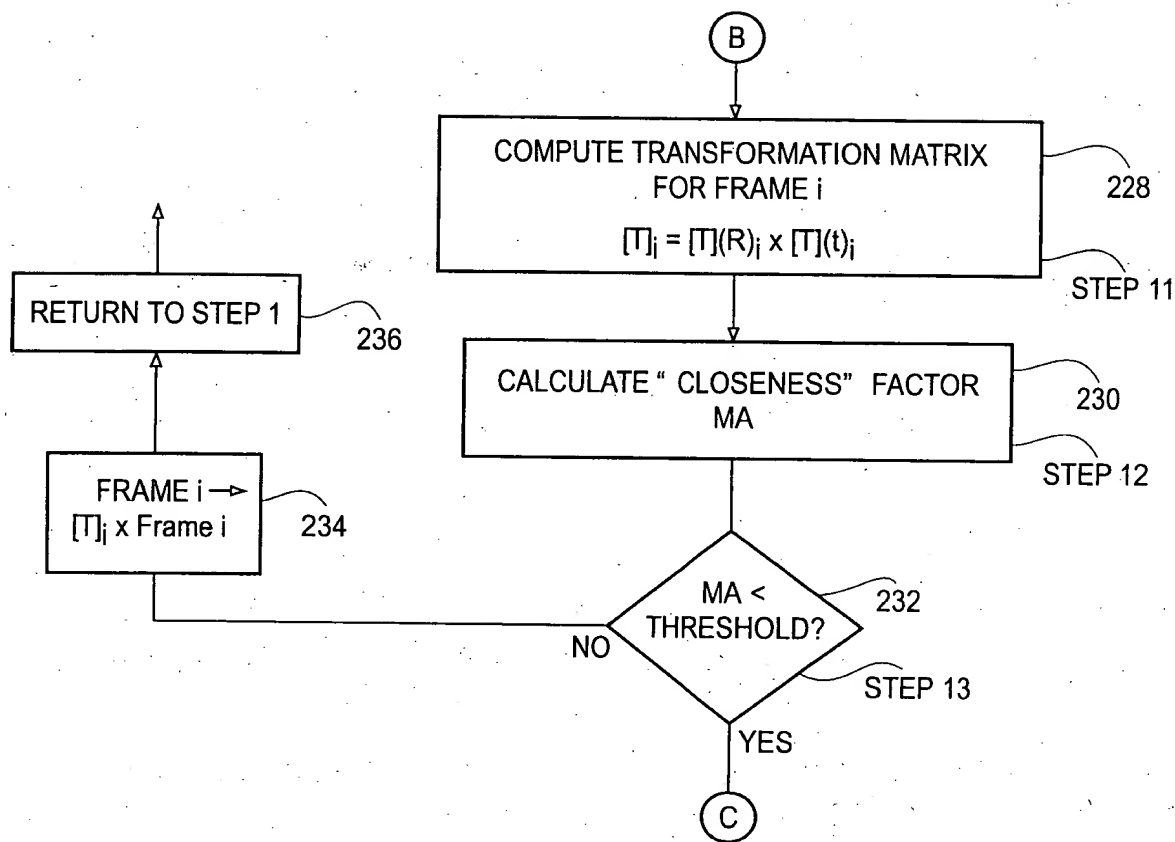 B
COMPUTE TRANSFORMATION MATRIX
FOR FRAME i
[T]i = [T](R)i x [T](t)i
228
STEP 11
RETURN TO STEP 1
236
CALCULATE “ CLOSENESS” FACTOR
MA
230
STEP 12
FRAME i →
[T]i x Frame i
234
MA <
THRESHOLD?
232
NO
STEP 13
YES
C